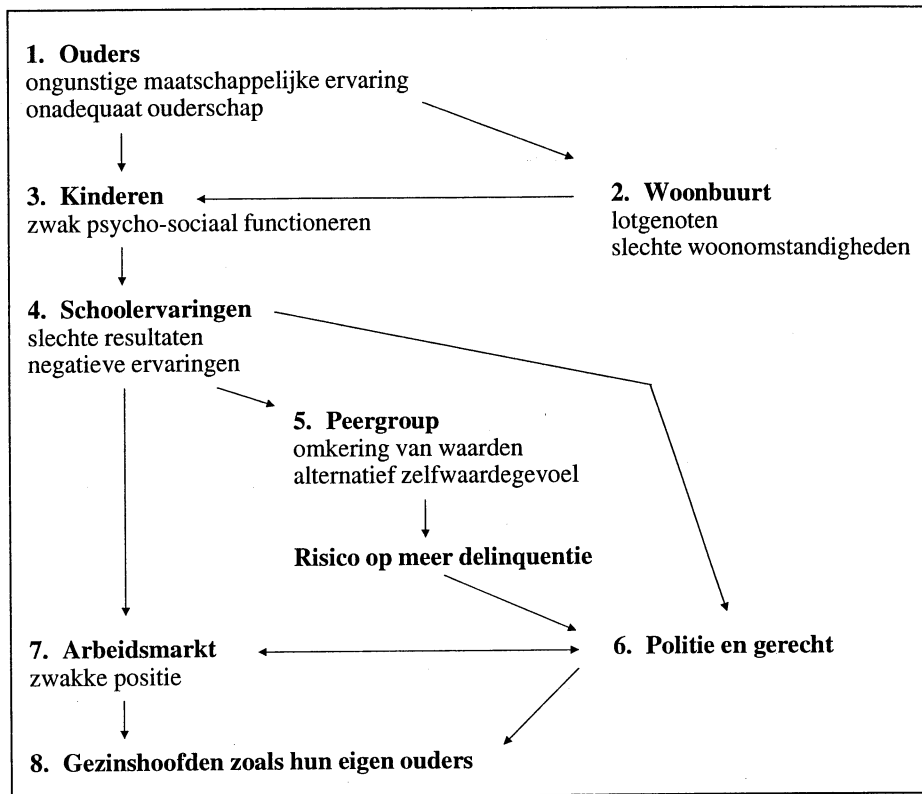 1. Ouders
ongunstige maatschappelijke ervaring
onadequaat ouderschap
3. Kinderen
zwak psycho-sociaal functioneren
2. Woonbuurt
lotgenoten
slechte woonomstandigheden
4. Schoolervaringen
slechte resultaten
negatieve ervaringen
5. Peergroup
omkering van waarden
alternatief zelfwaardegevoel
Risico op meer delinquentie
7. Arbeidsmarkt
zwakke positie
6. Politie en gerecht
8. Gezinshoofden zoals hun eigen ouders